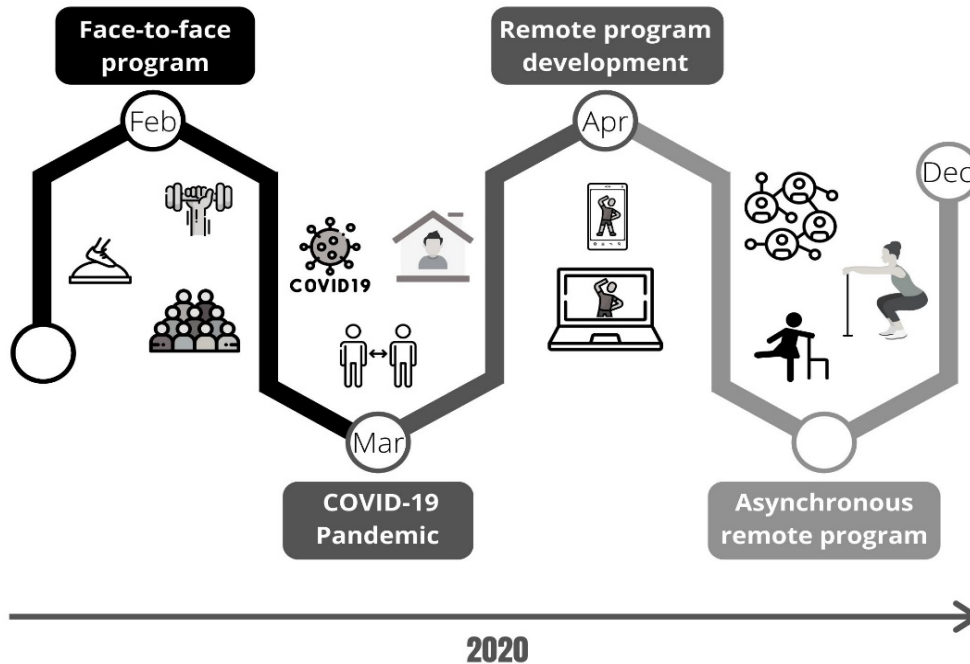 Face-to-face
program
Remote program
development
Feb
Apr
Dec
COVID19
Mar
COVID-19
Pandemic
Asynchronous
remote program
2020